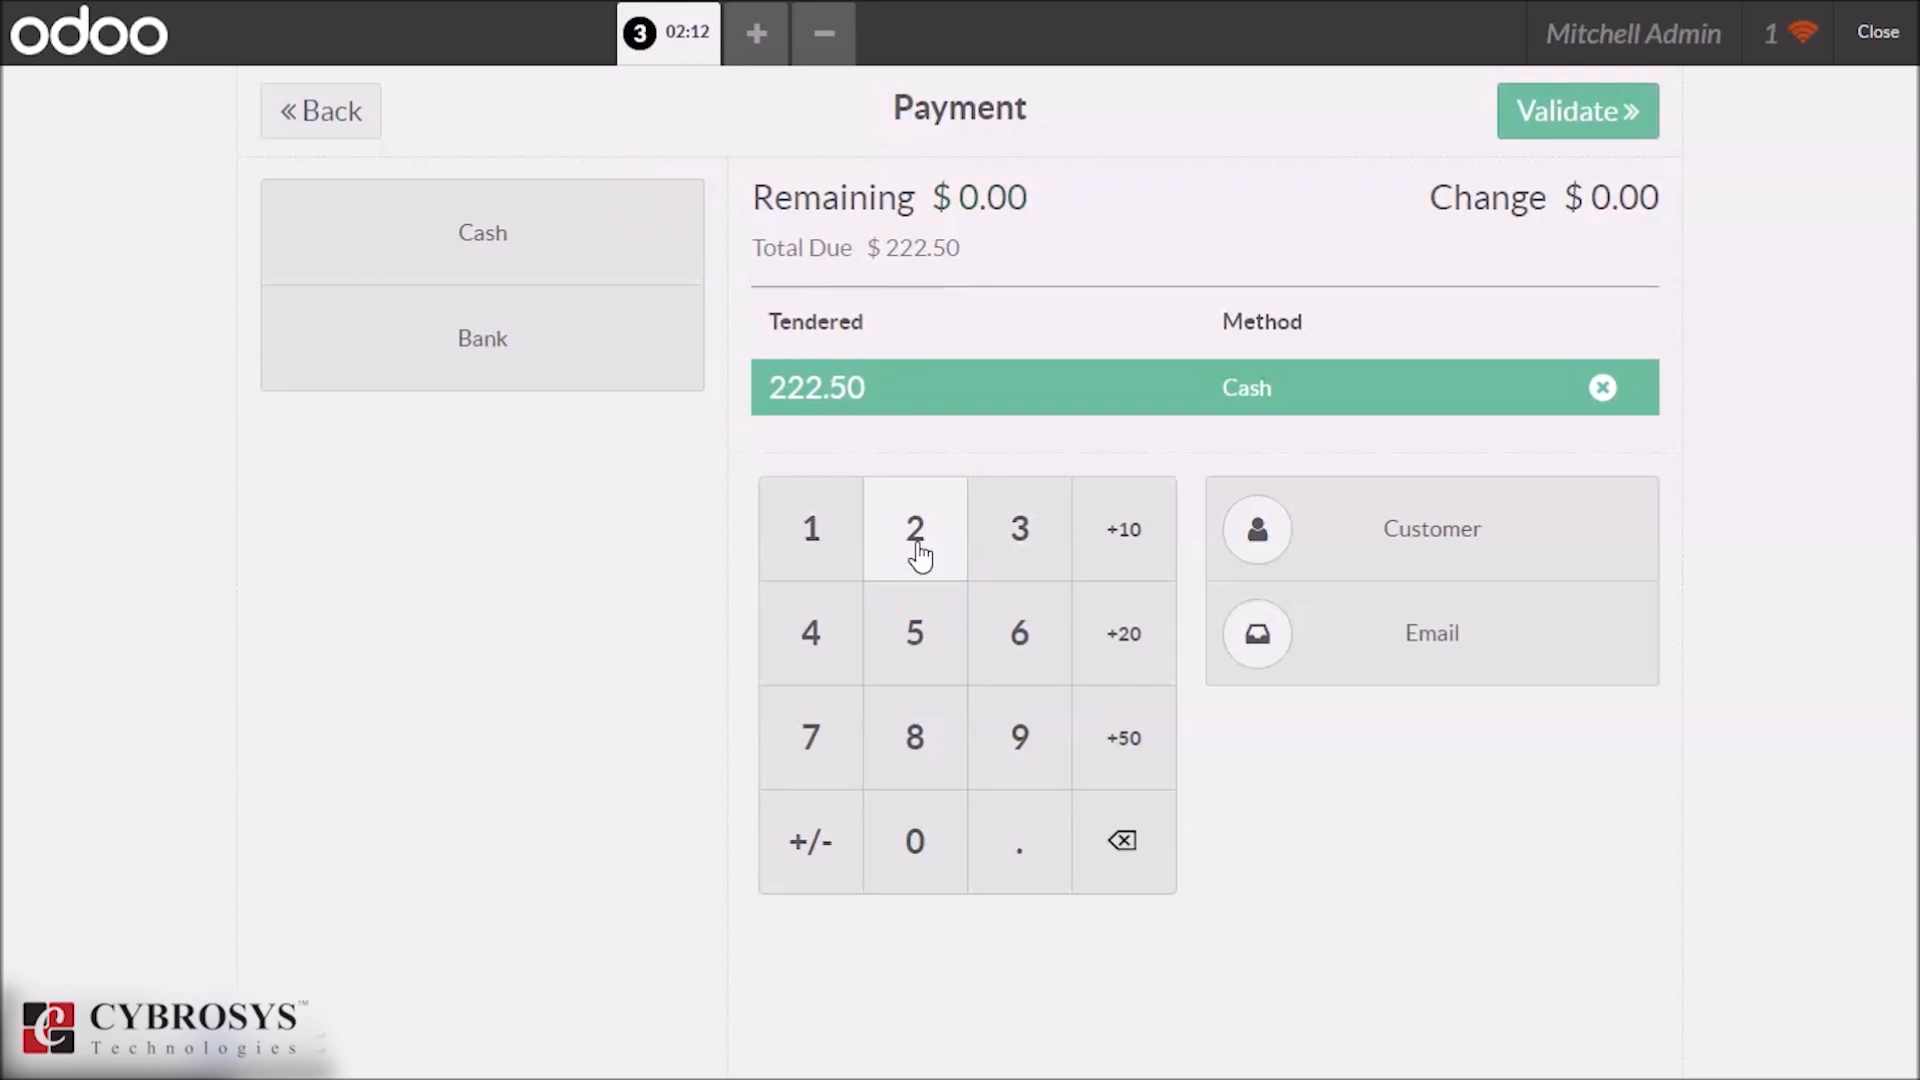 odoo
3 02:12 + -
Mitchell Admin 1 Close
« Back
Payment
Validate »
Cash
Bank
Remaining $ 0.00
Change $ 0.00
Total Due $ 222.50
Tendered Method
222.50 Cash
1 2 3 +10
4 5 6 +20
7 8 9 +50
+/- 0 .
Customer
Email
CYBROSYS™
Technologies